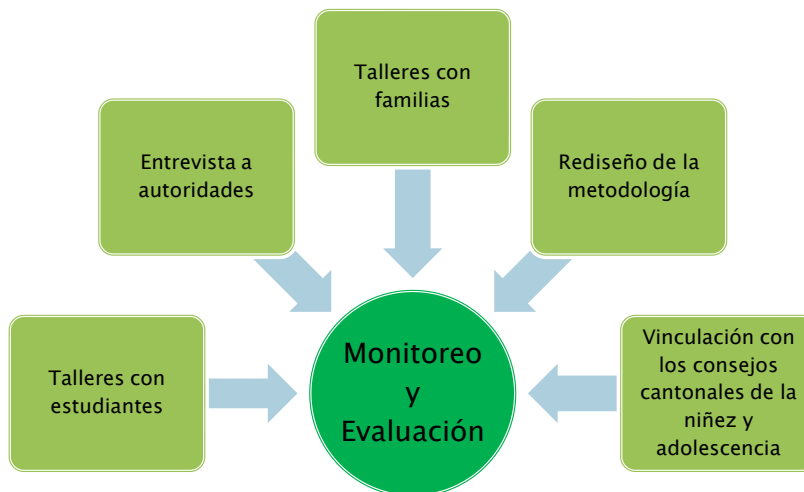 Talleres con
familias
Entrevista a
autoridades
Rediseño de la
metodología
Talleres con
estudiantes
Monitoreo
y
Evaluación
Vinculación con
los consejos
cantonales de la
niñez y
adolescencia